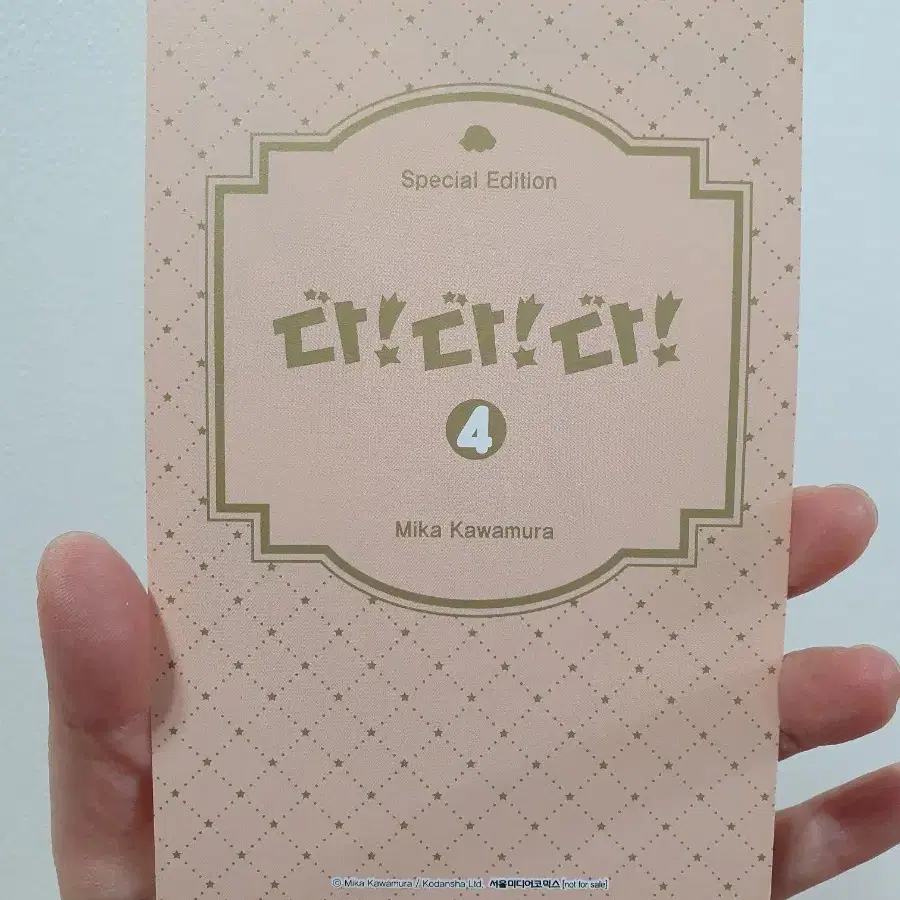 Special Edition
다! 다! 다!
4
Mika Kawamura
© Mika Kawamura / Kodansha Ltd. 서울미디어코믹스 [not for sale]